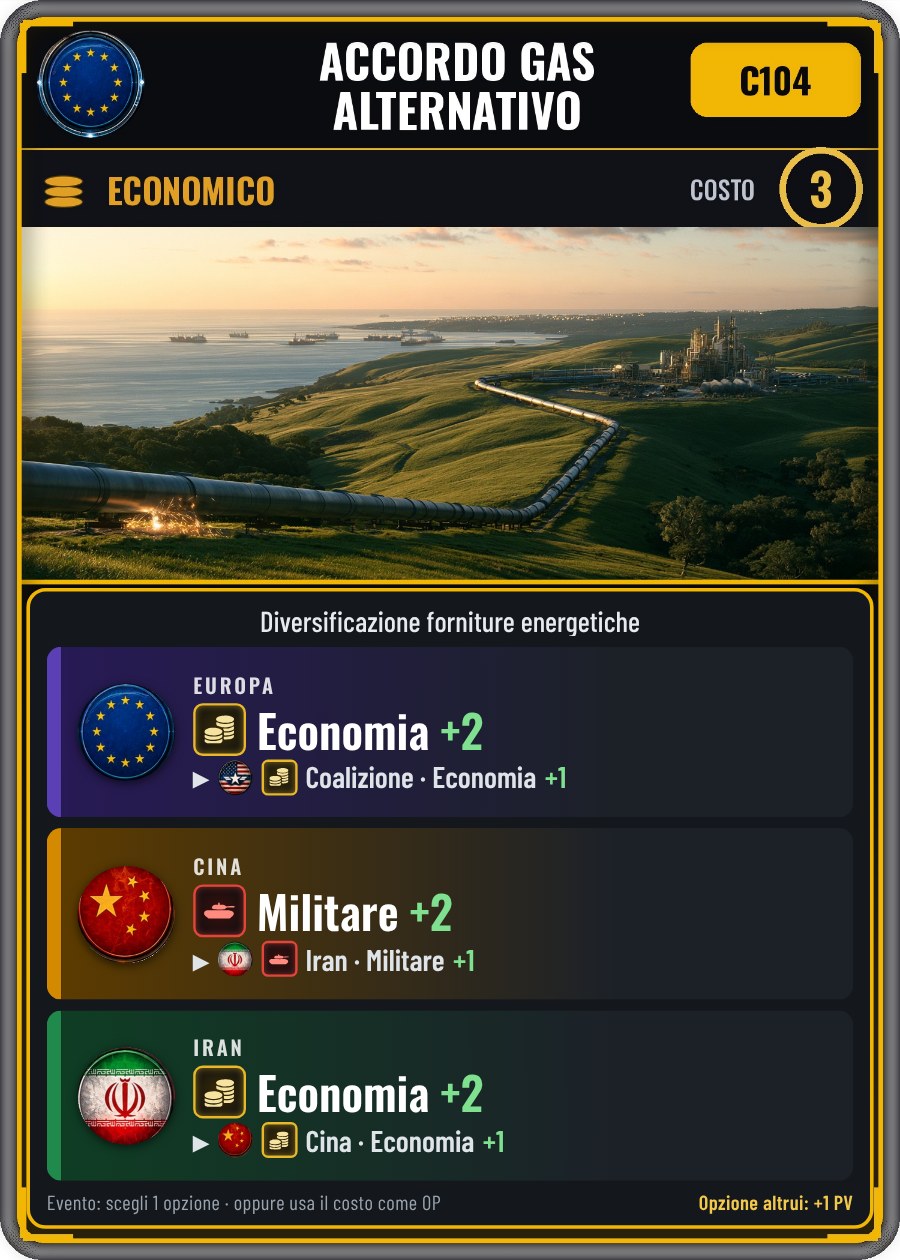 ACCORDO GAS
ALTERNATIVO
C104
ECONOMICO
COSTO
3
Diversificazione forniture energetiche
EUROPA
Economia +2
▶ Coalizione · Economia +1
CINA
Militare +2
▶ Iran · Militare +1
IRAN
Economia +2
▶ Cina · Economia +1
Evento: scegli 1 opzione · oppure usa il costo come OP
Opzione altrui: +1 PV